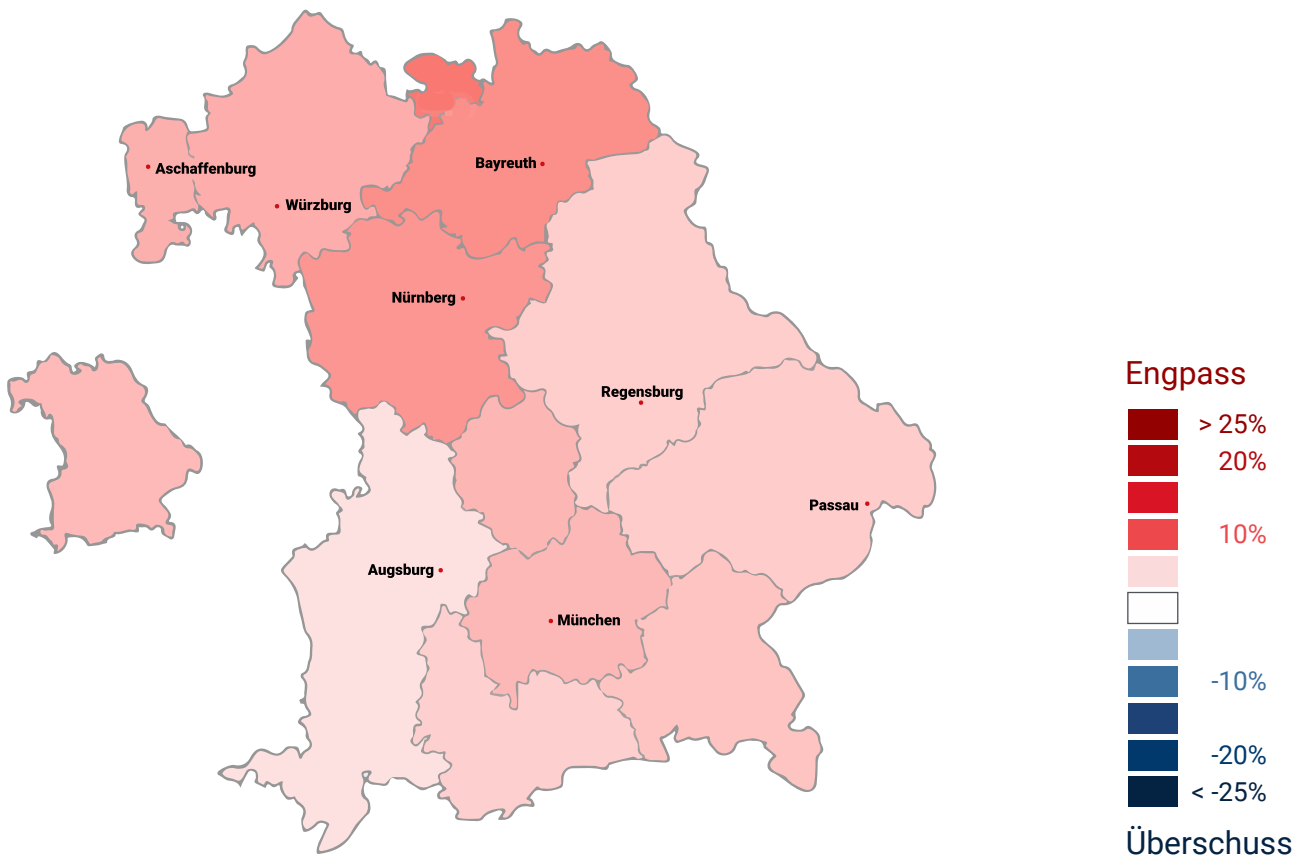 Bayreuth
Aschaffenburg
Würzburg
Nürnberg
Regensburg
Passau
Augsburg
München
Engpass
> 25%
20%
10%
-10%
-20%
< -25%
Überschuss